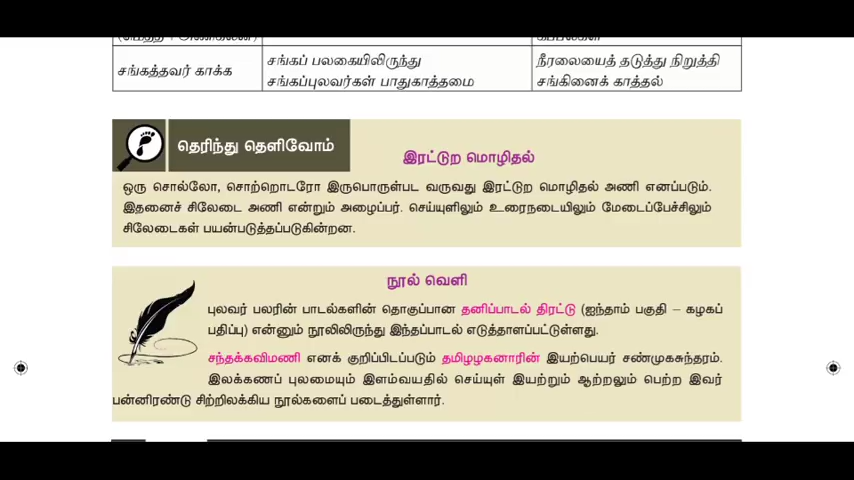 சங்கத்தவர் காக்க
சங்கப் பலகையிலிருந்து
சங்கப்புலவர்கள் பாதுகாத்தமை
நீரலையைத் தடுத்து நிறுத்தி
சங்கினைக் காத்தல்
தெரிந்து தெளிவோம்
இரட்டுற மொழிதல்
ஒரு சொல்லோ, சொற்றொடரோ இருபொருள்பட வருவது இரட்டுற மொழிதல் அணி எனப்படும்.
இதனைச் சிலேடை அணி என்றும் அழைப்பர். செய்யுளிலும் உரைநடையிலும் மேடைப்பேச்சிலும்
சிலேடைகள் பயன்படுத்தப்படுகின்றன.
நூல் வெளி
புலவர் பலரின் பாடல்களின் தொகுப்பான தனிப்பாடல் திரட்டு (ஐந்தாம் பகுதி – கழகப்
பதிப்பு) என்னும் நூலிலிருந்து இந்தப்பாடல் எடுத்தாளப்பட்டுள்ளது.
சந்தக்கவிமணி எனக் குறிப்பிடப்படும் தமிழழகனாரின் இயற்பெயர் சண்முகசுந்தரம்.
இலக்கணப் புலமையும் இளம்வயதில் செய்யுள் இயற்றும் ஆற்றலும் பெற்ற இவர்
பன்னிரண்டு சிற்றிலக்கிய நூல்களைப் படைத்துள்ளார்.